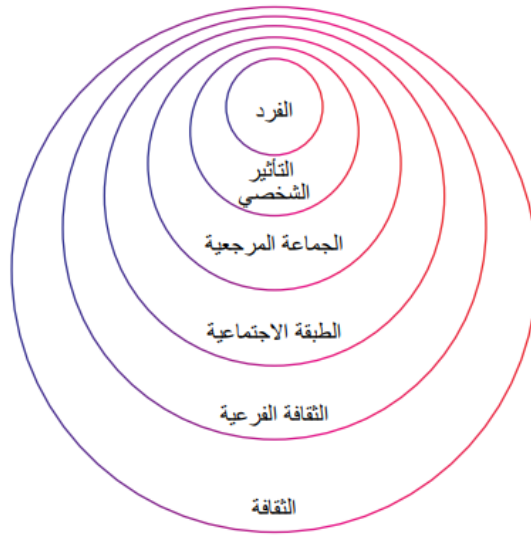 الفرد
التأثير
الشخصي
الجماعة المرجعية
الطبقة الاجتماعية
الثقافة الفرعية
الثقافة